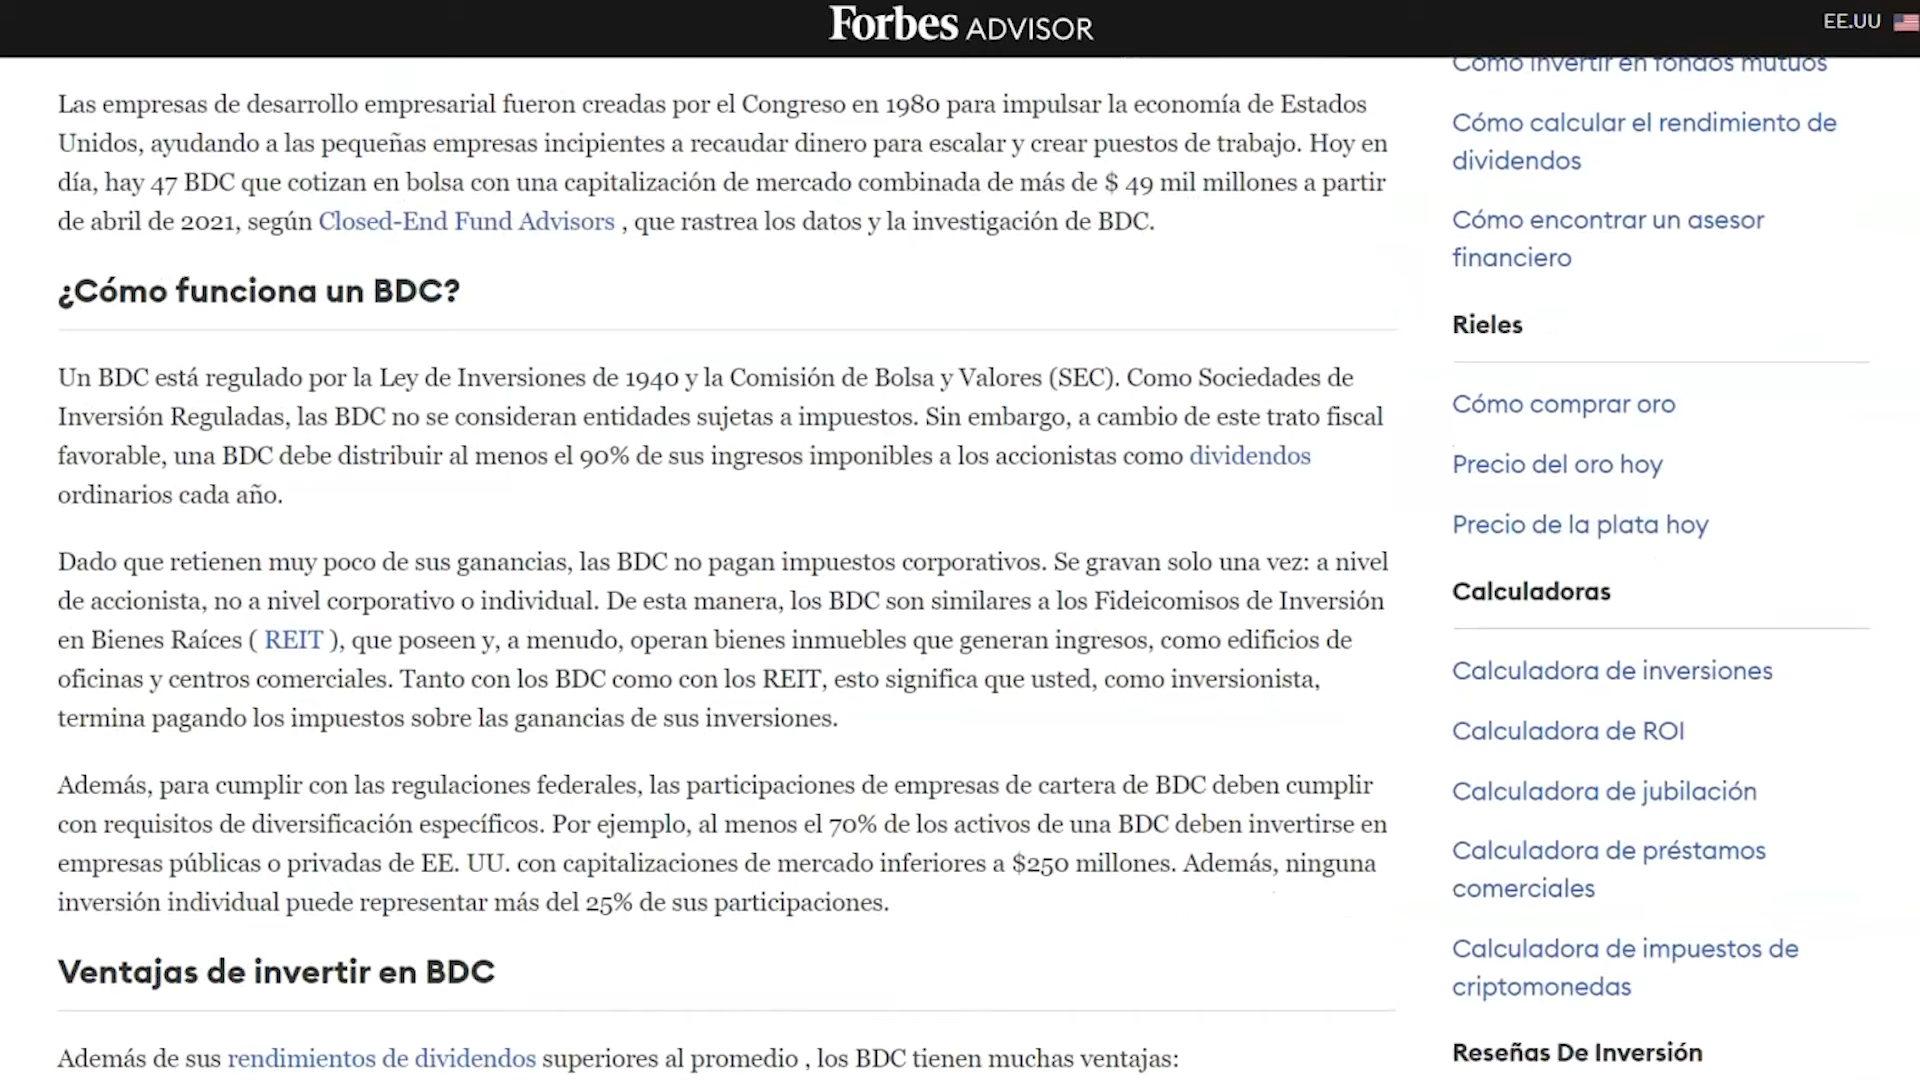 Forbes ADVISOR
EE.UU
Las empresas de desarrollo empresarial fueron creadas por el Congreso en 1980 para impulsar la economía de Estados
Unidos, ayudando a las pequeñas empresas incipientes a recaudar dinero para escalar y crear puestos de trabajo. Hoy en
día, hay 47 BDC que cotizan en bolsa con una capitalización de mercado combinada de más de $ 49 mil millones a partir
de abril de 2021, según Closed-End Fund Advisors , que rastrea los datos y la investigación de BDC.
¿Cómo funciona un BDC?
Un BDC está regulado por la Ley de Inversiones de 1940 y la Comisión de Bolsa y Valores (SEC). Como Sociedades de
Inversión Reguladas, las BDC no se consideran entidades sujetas a impuestos. Sin embargo, a cambio de este trato fiscal
favorable, una BDC debe distribuir al menos el 90% de sus ingresos imponibles a los accionistas como dividendos
ordinarios cada año.
Dado que retienen muy poco de sus ganancias, las BDC no pagan impuestos corporativos. Se gravan solo una vez: a nivel
de accionista, no a nivel corporativo o individual. De esta manera, los BDC son similares a los Fideicomisos de Inversión
en Bienes Raíces ( REIT ), que poseen y, a menudo, operan bienes inmuebles que generan ingresos, como edificios de
oficinas y centros comerciales. Tanto con los BDC como con los REIT, esto significa que usted, como inversionista,
termina pagando los impuestos sobre las ganancias de sus inversiones.
Además, para cumplir con las regulaciones federales, las participaciones de empresas de cartera de BDC deben cumplir
con requisitos de diversificación específicos. Por ejemplo, al menos el 70% de los activos de una BDC deben invertirse en
empresas públicas o privadas de EE. UU. con capitalizaciones de mercado inferiores a $250 millones. Además, ninguna
inversión individual puede representar más del 25% de sus participaciones.
Ventajas de invertir en BDC
Además de sus rendimientos de dividendos superiores al promedio , los BDC tienen muchas ventajas:
Cómo invertir en fondos mutuos
Cómo calcular el rendimiento de
dividendos
Cómo encontrar un asesor
financiero
Rieles
Cómo comprar oro
Precio del oro hoy
Precio de la plata hoy
Calculadoras
Calculadora de inversiones
Calculadora de ROI
Calculadora de jubilación
Calculadora de préstamos
comerciales
Calculadora de impuestos de
criptomonedas
Reseñas De Inversión